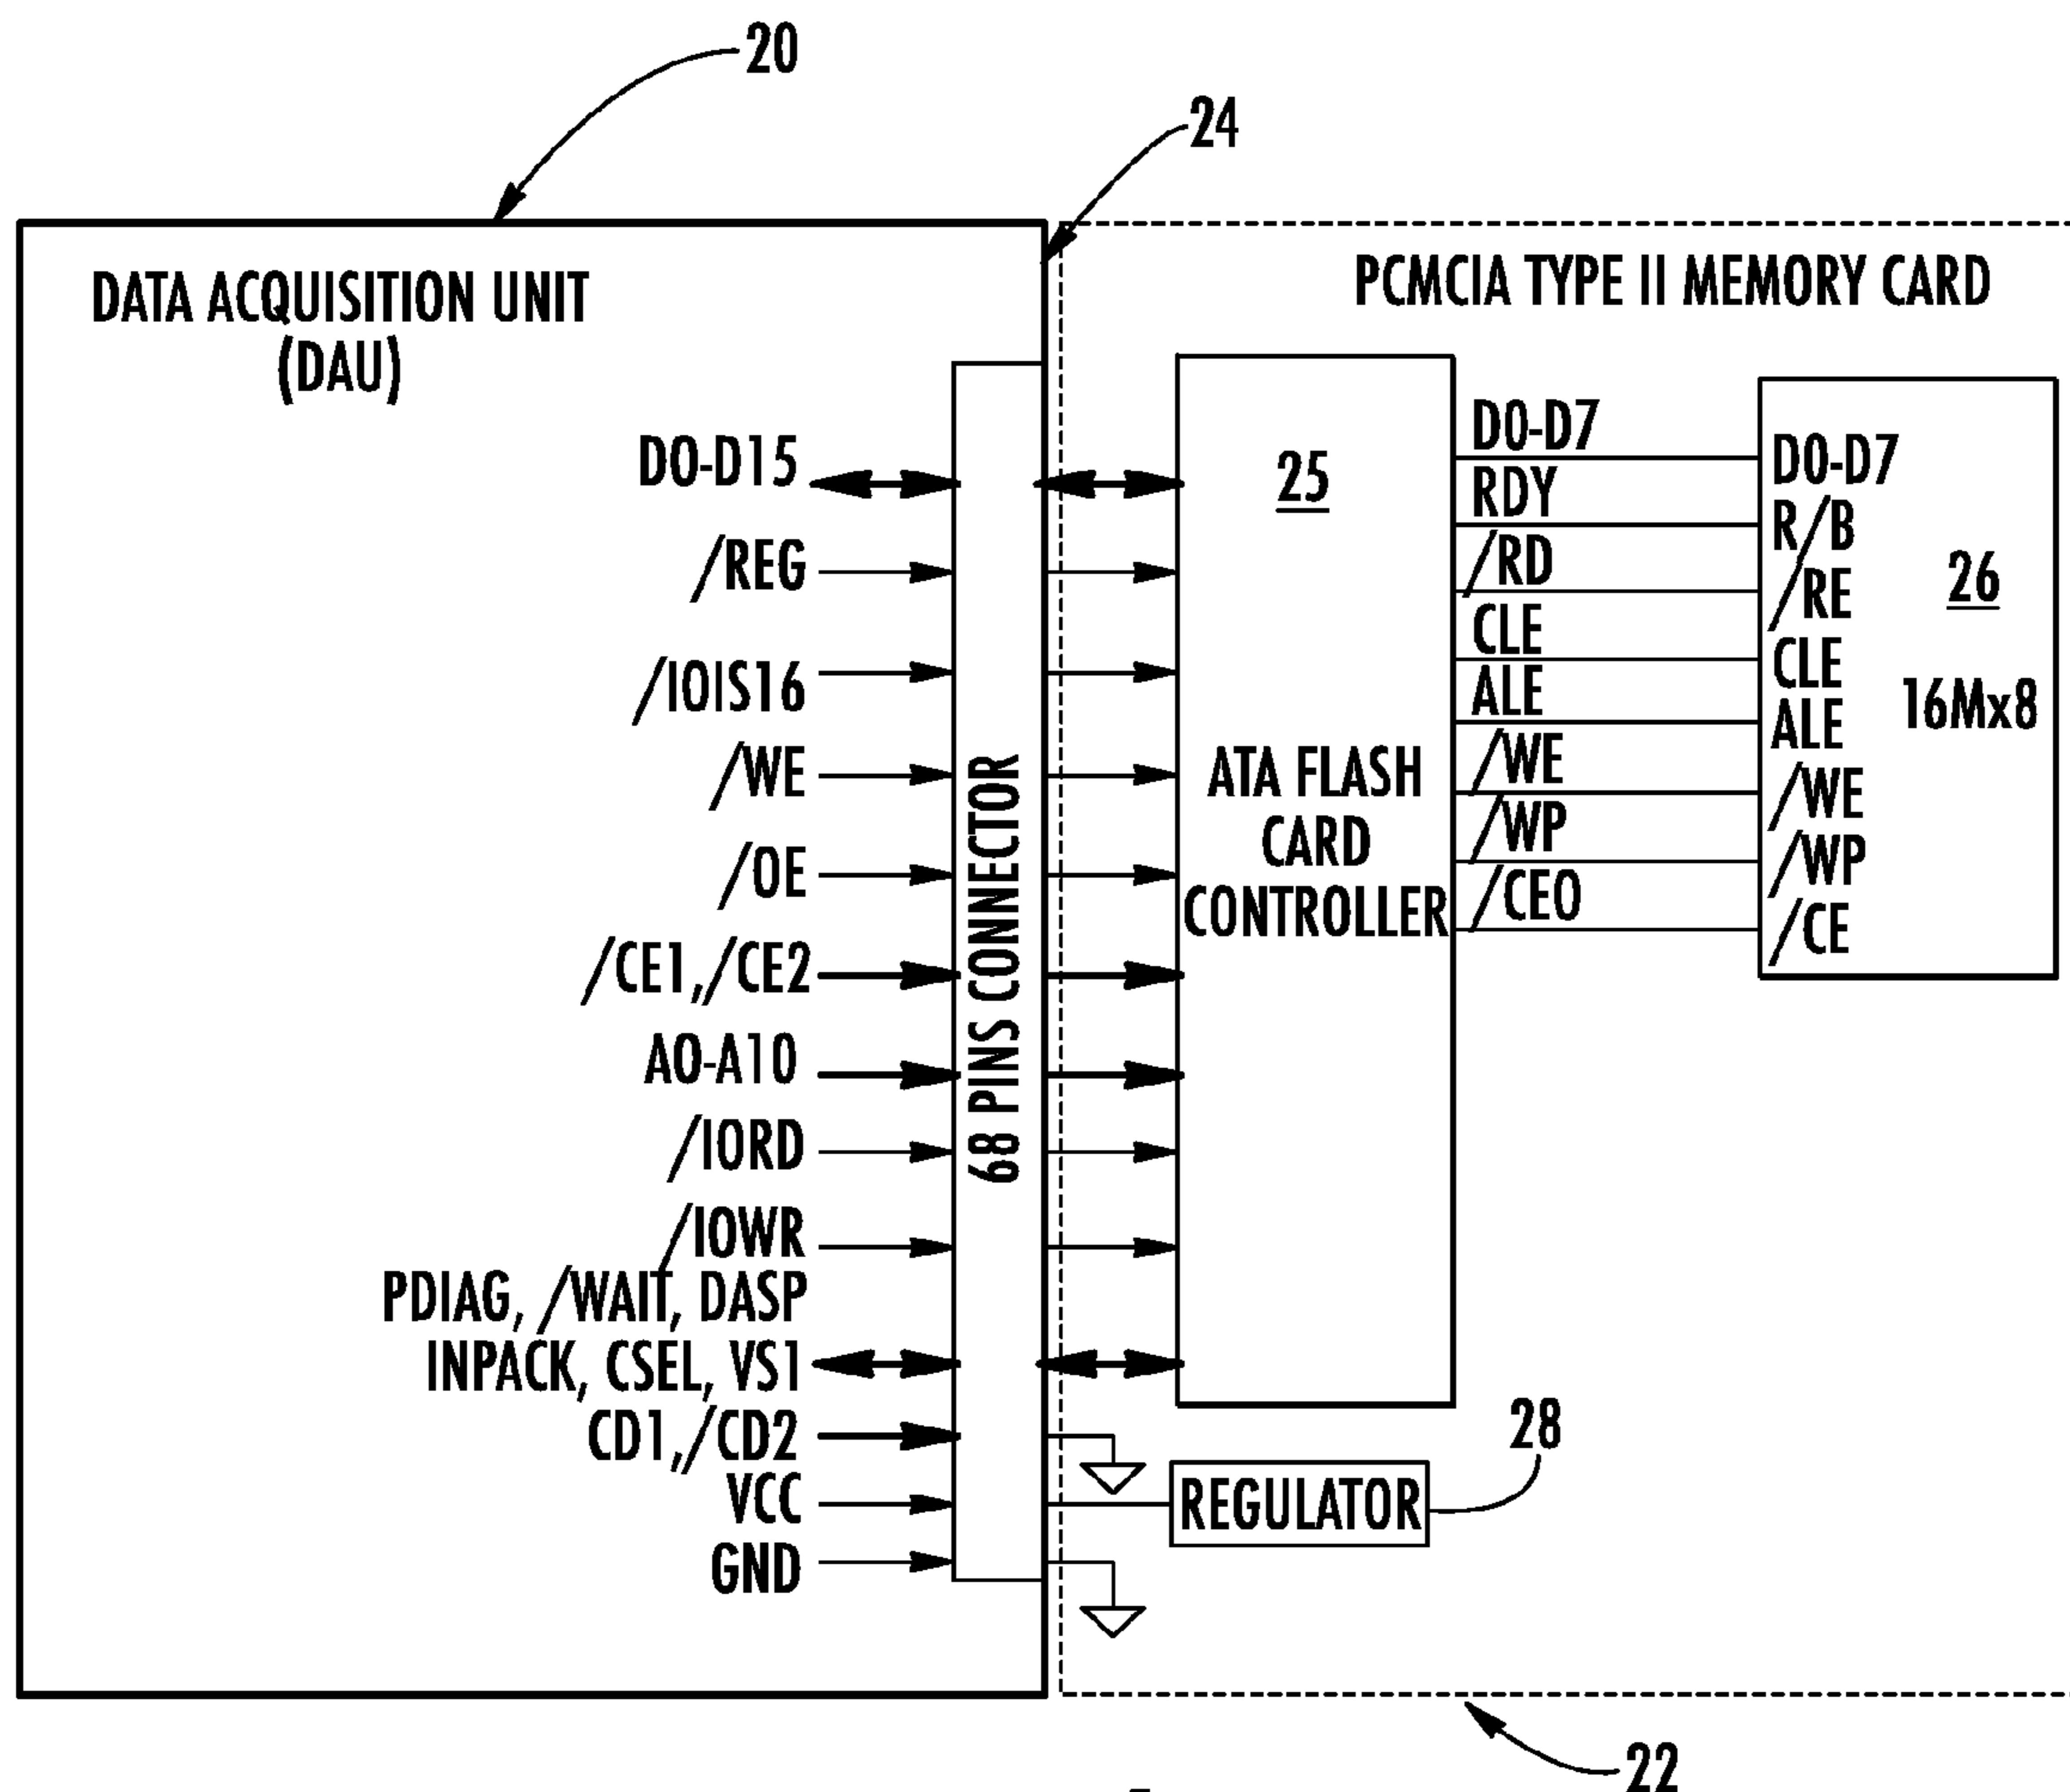 20
24
DATA ACQUISITION UNIT
(DAU)
PCMCIA TYPE II MEMORY CARD
D0-D15
/REG
/IOIS16
/WE
/OE
/CE1,/CE2
A0-A10
/IORD
/IOWR
PDIAG, /WAIT, DASP
INPACK, CSEL, VS1
CD1,/CD2
VCC
GND
68 PINS CONNECTOR
25
ATA FLASH
CARD
CONTROLLER
D0-D7
RDY
/RD
CLE
ALE
/WE
/WP
/CE0
D0-D7
R/B
/RE
CLE
ALE
/WE
/WP
/CE
26
16Mx8
REGULATOR
28
22